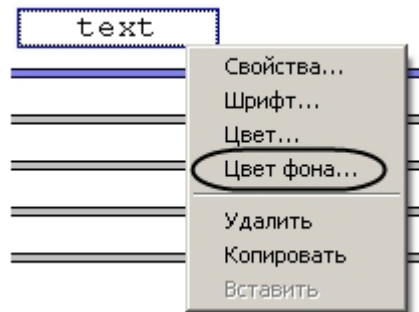 text
Свойства...
Шрифт...
Цвет...
Цвет фона...
Удалить
Копировать
Вставить